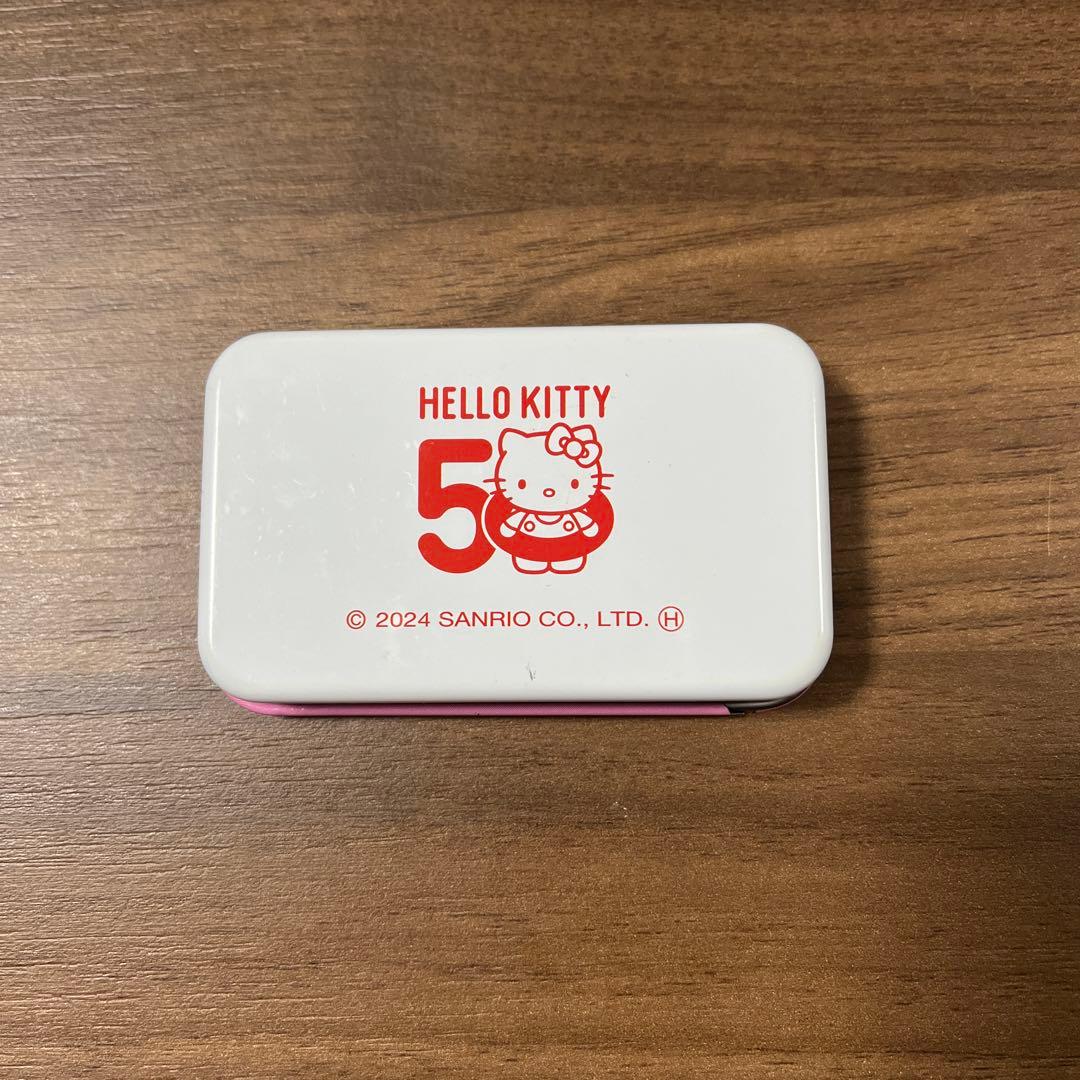 HELLO KITTY
50
© 2024 SANRIO CO., LTD. Ⓗ